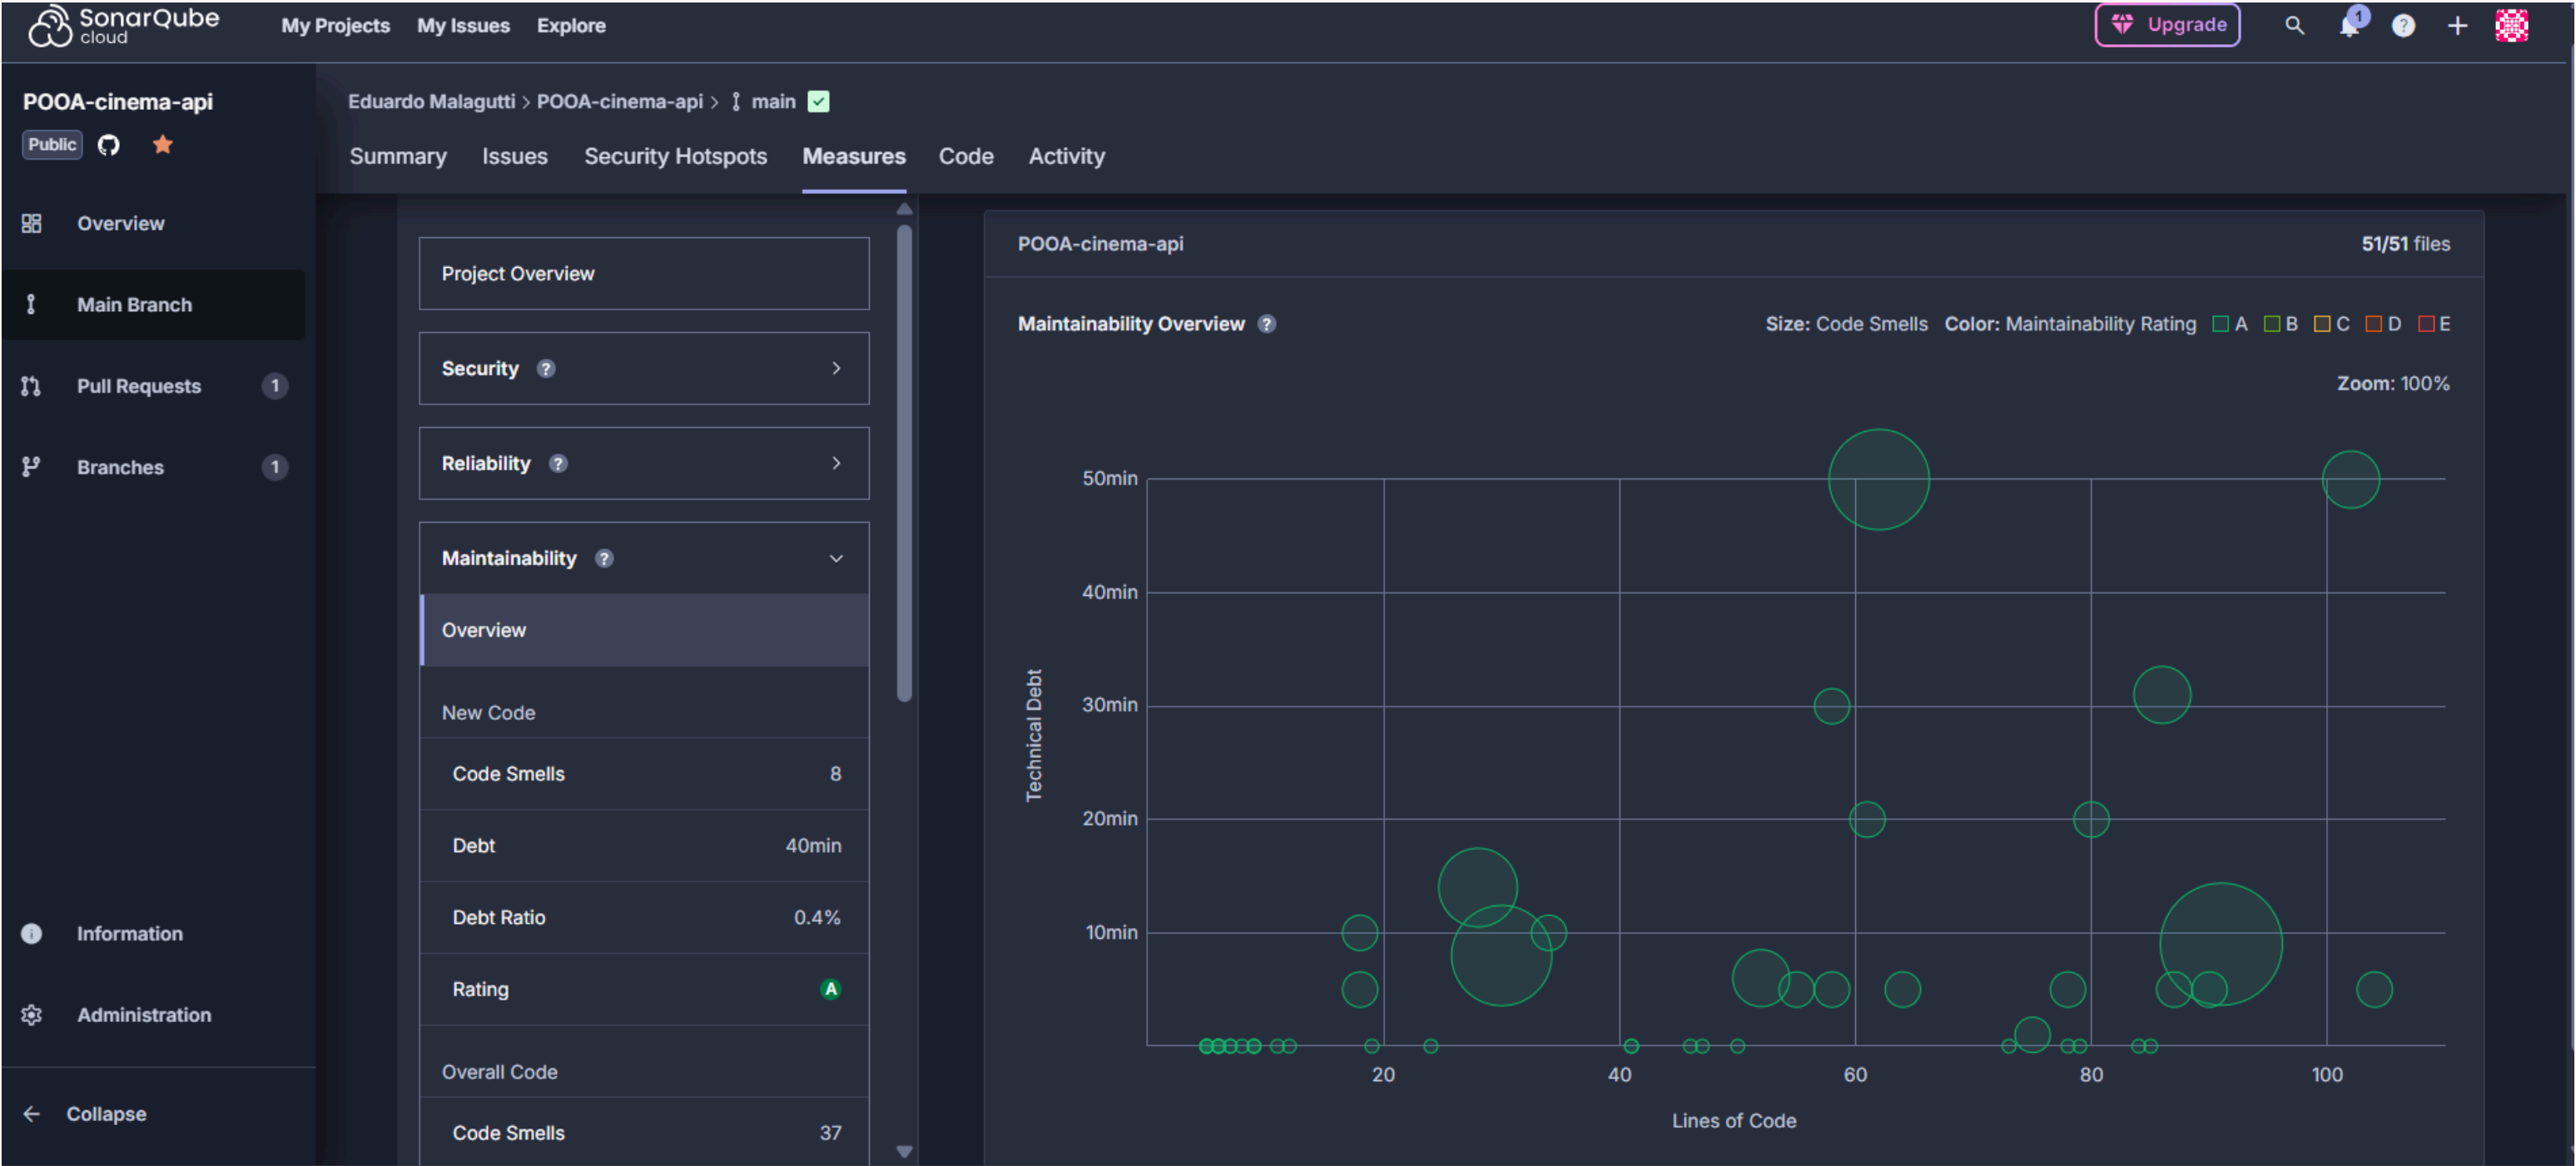 SonarQube cloud
My Projects My Issues Explore
Upgrade
1
POOA-cinema-api
Public
Overview
Main Branch
Pull Requests 1
Branches 1
Information
Administration
Collapse
Eduardo Malagutti > POOA-cinema-api > main
Summary Issues Security Hotspots Measures Code Activity
Project Overview
Security ?
Reliability ?
Maintainability ?
Overview
New Code
Code Smells 8
Debt 40min
Debt Ratio 0.4%
Rating A
Overall Code
Code Smells 37
POOA-cinema-api 51/51 files
Maintainability Overview ? Size: Code Smells Color: Maintainability Rating A B C D E
Zoom: 100%
50min
40min
30min
20min
10min
Technical Debt
20 40 60 80 100
Lines of Code